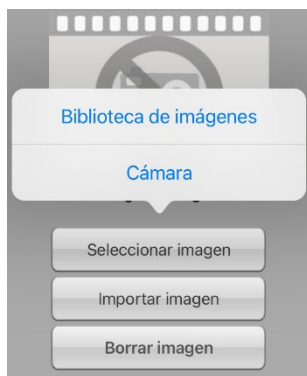 Biblioteca de imágenes
Cámara
Seleccionar imagen
Importar imagen
Borrar imagen